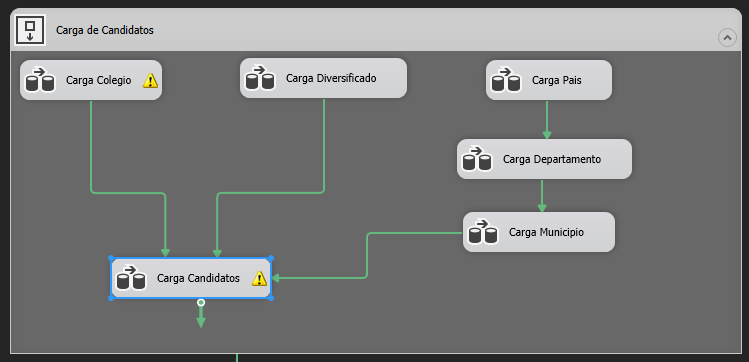 Carga de Candidatos
Carga Colegio
Carga Diversificado
Carga Pais
Carga Departamento
Carga Municipio
Carga Candidatos